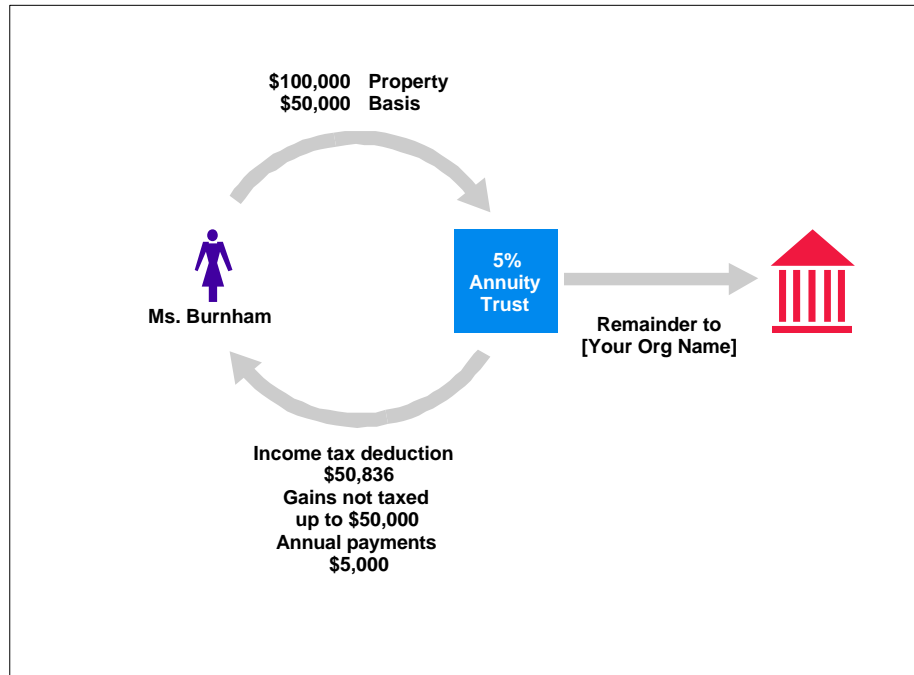 $100,000 Property
$50,000 Basis
5%
Annuity
Trust
Ms. Burnham
Remainder to
[Your Org Name]
Income tax deduction
$50,836
Gains not taxed
up to $50,000
Annual payments
$5,000